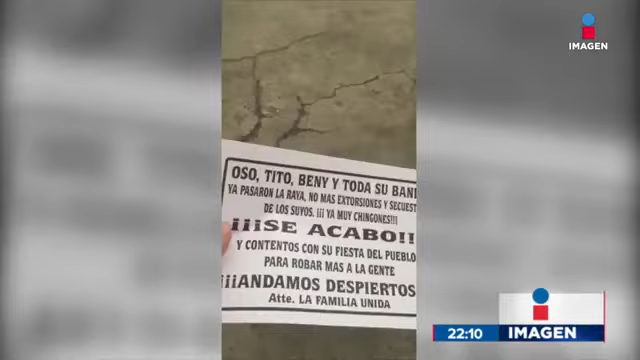 IMAGEN
OSO, TITO, BENY Y TODA SU BAN
YA PASARON LA RAYA, NO MAS EXTORSIONES Y SECUEST
DE LOS SUYOS. ¡¡¡ YA MUY CHINGONES!!!
¡¡¡SE ACABO!!
Y CONTENTOS CON SU FIESTA DEL PUEBLO
PARA ROBAR MAS A LA GENTE
¡¡¡ANDAMOS DESPIERTOS
Atte. LA FAMILIA UNIDA
22:10 IMAGEN